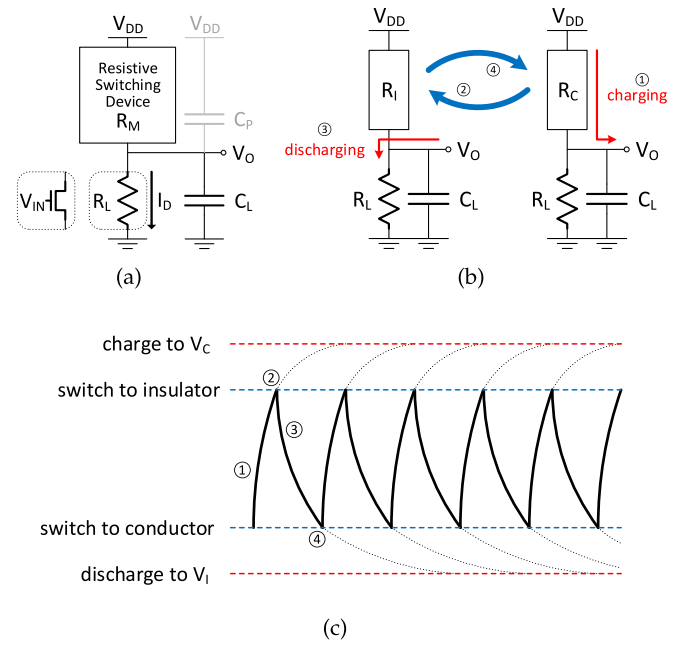 V_DD
V_DD
Resistive
Switching
Device
R_M
C_P
V_O
V_IN
R_L
I_D
C_L
(a)
V_DD
V_DD
R_I
④
②
R_C
①
charging
③
discharging
V_O
V_O
R_L
C_L
R_L
C_L
(b)
charge to V_C
②
switch to insulator
③
①
switch to conductor
④
discharge to V_I
(c)